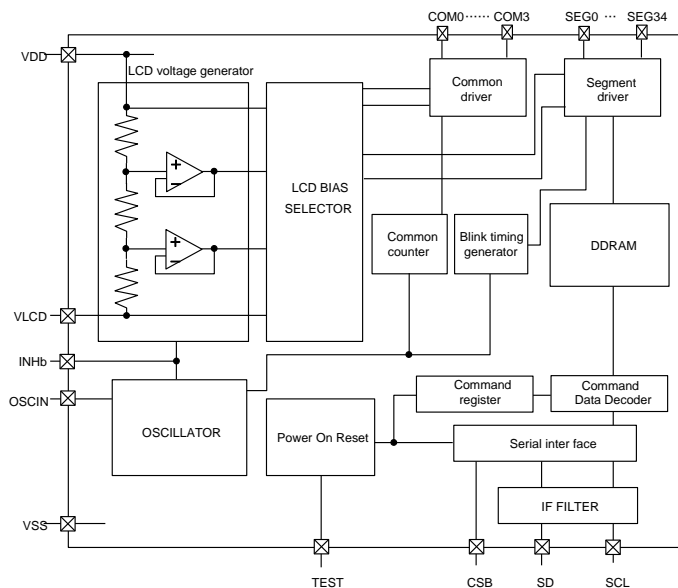 COM0 ······ COM3 SEG0 ··· SEG34
VDD
LCD voltage generator
Common
driver
Segment
driver
+
−
LCD BIAS
SELECTOR
+
−
Common
counter
Blink timing
generator
DDRAM
VLCD
INHb
OSCIN
OSCILLATOR
Power On Reset
Command
register
Command
Data Decoder
Serial inter face
IF FILTER
VSS
TEST CSB SD SCL